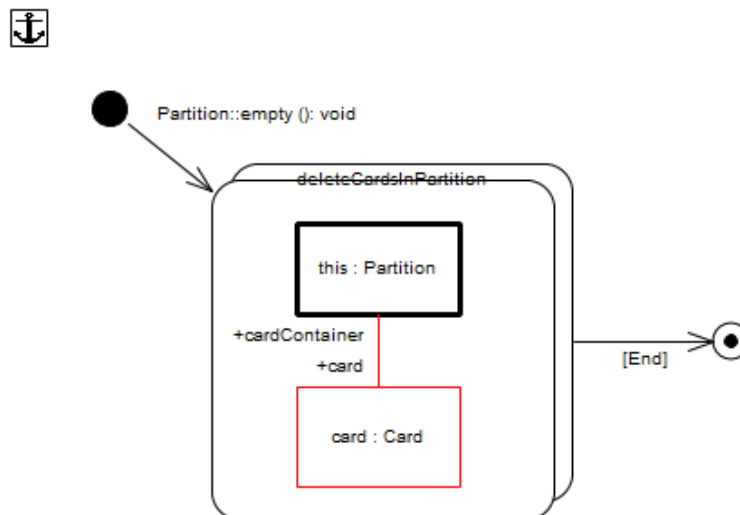 Partition::empty (): void
deleteCardsInPartition
this : Partition
+cardContainer
+card
[End]
card : Card